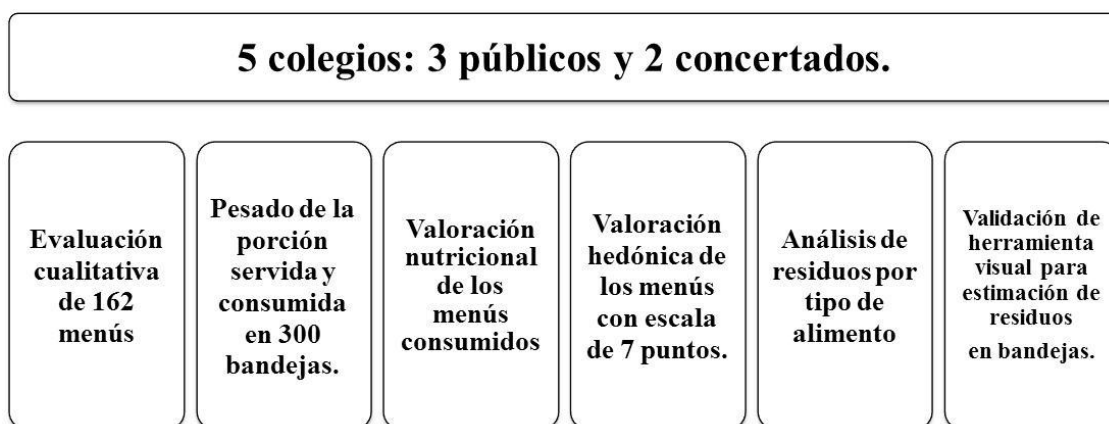 5 colegios: 3 públicos y 2 concertados.
Evaluación
cualitativa
de 162
menús
Pesado de la
porción
servida y
consumida
en 300
bandejas.
Valoración
nutricional
de los
menús
consumidos
Valoración
hedónica de
los menús
con escala
de 7 puntos.
Análisis de
residuos por
tipo de
alimento
Validación de
herramienta
visual para
estimación de
residuos
en bandejas.